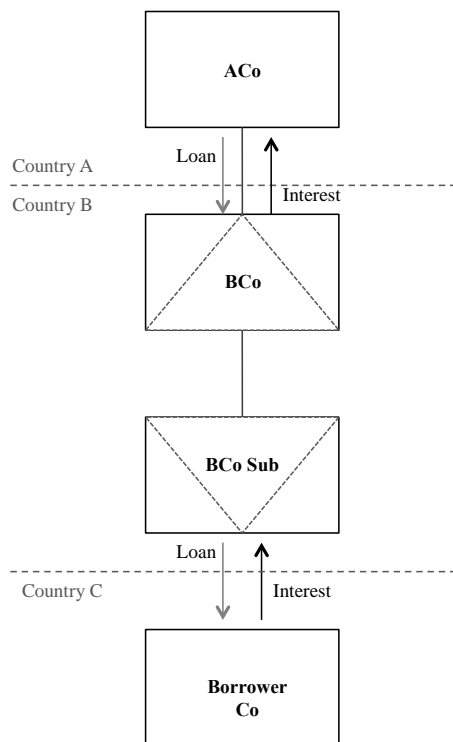 ACo
Loan
Country A
Interest
Country B
BCo
BCo Sub
Loan
Country C
Interest
Borrower
Co